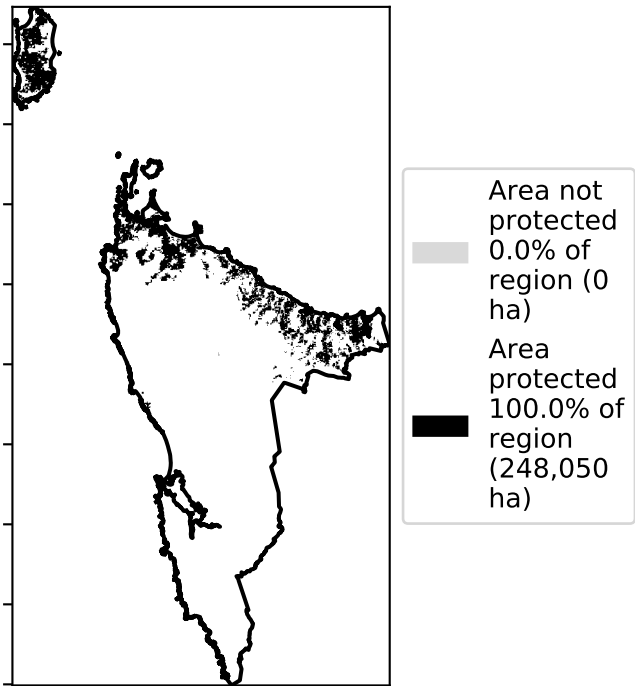 Area not
protected
0.0% of
region (0
ha)
Area
protected
100.0% of
region
(248,050
ha)